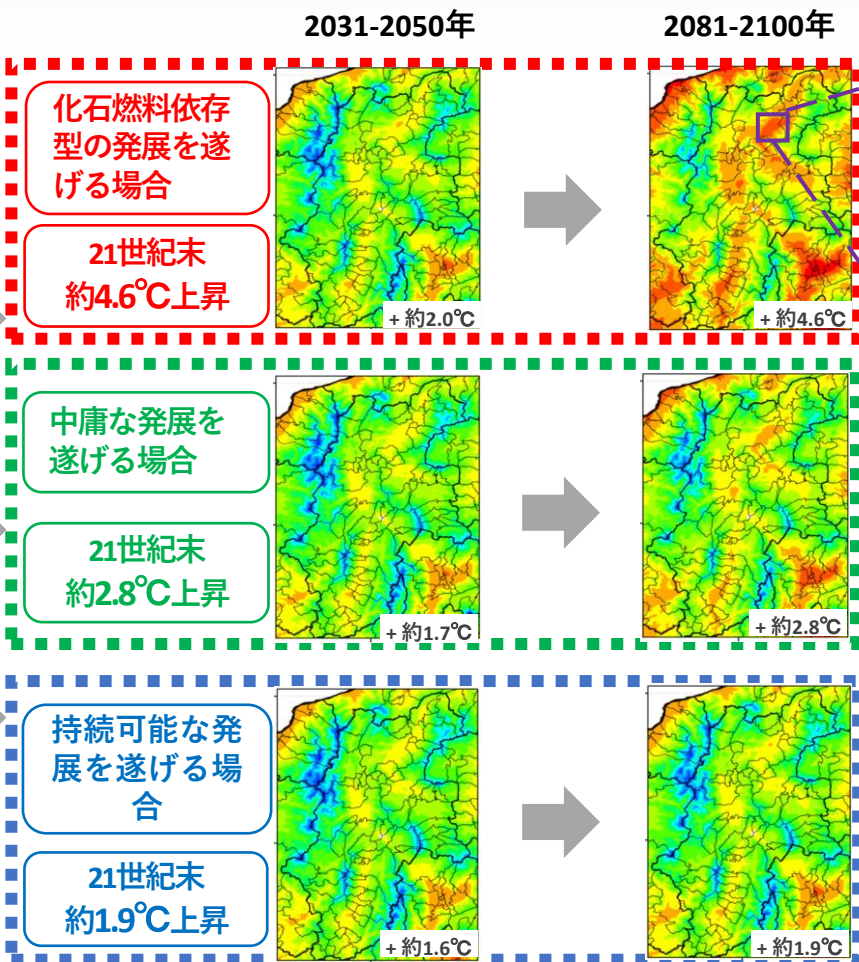 2031-2050年
2081-2100年
化石燃料依存
型の発展を遂
げる場合
21世紀末
約4.6℃上昇
+ 約2.0℃
+ 約4.6℃
中庸な発展を
遂げる場合
21世紀末
約2.8℃上昇
+ 約1.7℃
+ 約2.8℃
持続可能な発
展を遂げる場
合
21世紀末
約1.9℃上昇
+ 約1.6℃
+ 約1.9℃